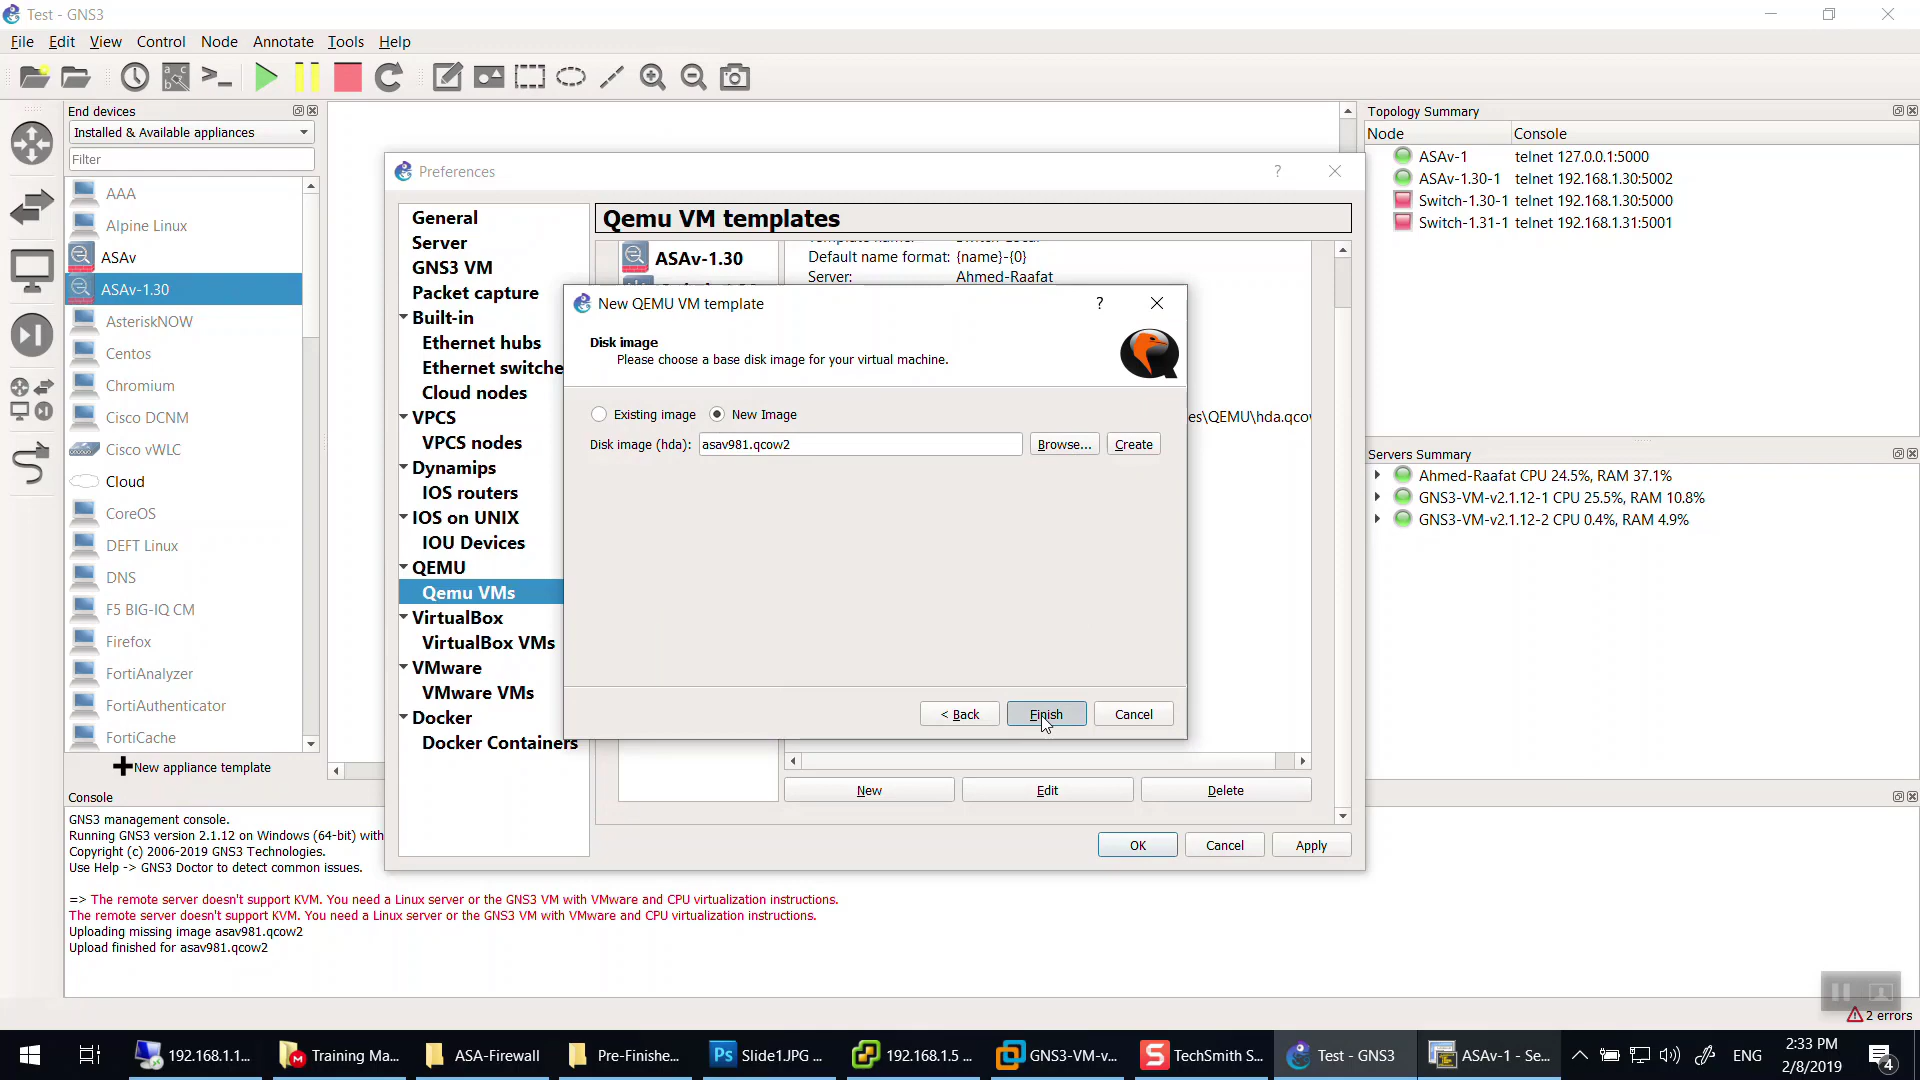 Test - GNS3
File Edit View Control Node Annotate Tools Help
End devices
Installed & Available appliances
Filter
AAA
Alpine Linux
ASAv
ASAv-1.30
AsteriskNOW
Centos
Chromium
Cisco DCNM
Cisco vWLC
Cloud
CoreOS
DEFT Linux
DNS
F5 BIG-IQ CM
Firefox
FortiAnalyzer
FortiAuthenticator
FortiCache
New appliance template
Preferences
?
General
Server
GNS3 VM
Packet capture
Built-in
Ethernet hubs
Ethernet switche
Cloud nodes
VPCS
VPCS nodes
Dynamips
IOS routers
IOS on UNIX
IOU Devices
QEMU
Qemu VMs
VirtualBox
VirtualBox VMs
VMware
VMware VMs
Docker
Docker Containers
Qemu VM templates
ASAv-1.30
Default name format: {name}-{0}
Server: Ahmed-Raafat
es\QEMU\hda.qcov
New QEMU VM template
?
Disk image
Please choose a base disk image for your virtual machine.
Existing image New Image
Disk image (hda): asav981.qcow2 Browse... Create
< Back Finish Cancel
New Edit Delete
OK Cancel Apply
Topology Summary
Node Console
ASAv-1 telnet 127.0.0.1:5000
ASAv-1.30-1 telnet 192.168.1.30:5002
Switch-1.30-1 telnet 192.168.1.30:5000
Switch-1.31-1 telnet 192.168.1.31:5001
Servers Summary
Ahmed-Raafat CPU 24.5%, RAM 37.1%
GNS3-VM-v2.1.12-1 CPU 25.5%, RAM 10.8%
GNS3-VM-v2.1.12-2 CPU 0.4%, RAM 4.9%
Console
GNS3 management console.
Running GNS3 version 2.1.12 on Windows (64-bit) with
Copyright (c) 2006-2019 GNS3 Technologies.
Use Help -> GNS3 Doctor to detect common issues.
=> The remote server doesn't support KVM. You need a Linux server or the GNS3 VM with VMware and CPU virtualization instructions.
The remote server doesn't support KVM. You need a Linux server or the GNS3 VM with VMware and CPU virtualization instructions.
Uploading missing image asav981.qcow2
Upload finished for asav981.qcow2
2 errors
192.168.1.1... Training Ma... ASA-Firewall Pre-Finishe... Slide1.JPG ... 192.168.1.5 ... GNS3-VM-v... TechSmith S... Test - GNS3 ASAv-1 - Se... ENG
2:33 PM
2/8/2019
4